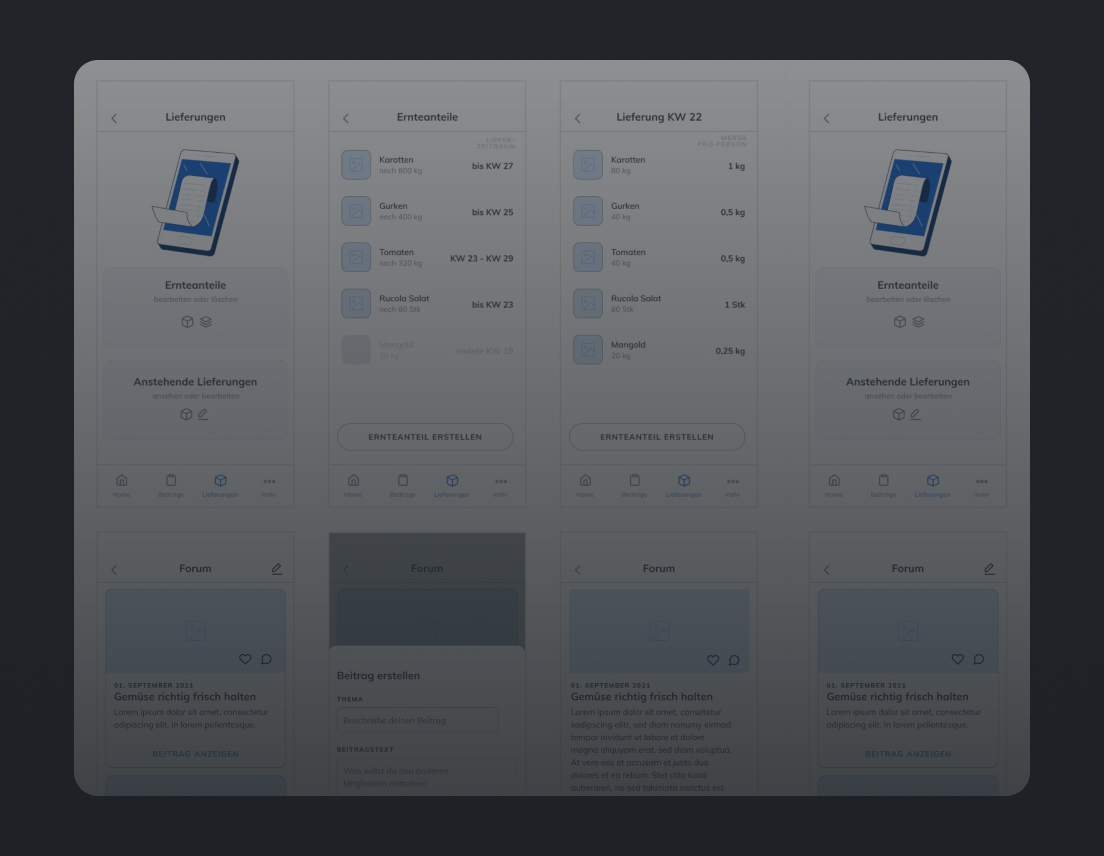 Lieferungen
Ernteanteile
bearbeiten oder löschen
Anstehende Lieferungen
ansehen oder bearbeiten
Home Beiträge Lieferungen mehr
Ernteanteile
LIEFER-
ZEITRAUM
Karotten
noch 800 kg
bis KW 27
Gurken
noch 400 kg
bis KW 25
Tomaten
noch 320 kg
KW 23 - KW 29
Rucola Salat
noch 80 Stk
bis KW 23
Mangold
KW 19
ERNTEANTEIL ERSTELLEN
Home Beiträge Lieferungen mehr
Lieferung KW 22
MENGE
PRO PERSON
Karotten
80 kg
1 kg
Gurken
40 kg
0,5 kg
Tomaten
40 kg
0,5 kg
Rucola Salat
80 Stk
1 Stk
Mangold
20 kg
0,25 kg
ERNTEANTEIL ERSTELLEN
Home Beiträge Lieferungen mehr
Lieferungen
Ernteanteile
bearbeiten oder löschen
Anstehende Lieferungen
ansehen oder bearbeiten
Home Beiträge Lieferungen mehr
Forum
01. SEPTEMBER 2021
Gemüse richtig frisch halten
Lorem ipsum dolor sit amet, consectetur
adipiscing elit. In lorem pellentesque.
BEITRAG ANZEIGEN
Forum
Beitrag erstellen
THEMA
Beschreibe deinen Beitrag
BEITRAGSTEXT
Was willst du den anderen
Mitgliedern mitteilen?
Forum
01. SEPTEMBER 2021
Gemüse richtig frisch halten
Lorem ipsum dolor sit amet, consetetur
sadipscing elitr, sed diam nonumy eirmod
tempor invidunt ut labore et dolore
magna aliquyam erat, sed diam voluptua.
At vero eos et accusam et justo duo
dolores et ea rebum. Stet clita kasd
gubergren, no sea takimata sanctus est.
Forum
01. SEPTEMBER 2021
Gemüse richtig frisch halten
Lorem ipsum dolor sit amet, consectetur
adipiscing elit. In lorem pellentesque.
BEITRAG ANZEIGEN